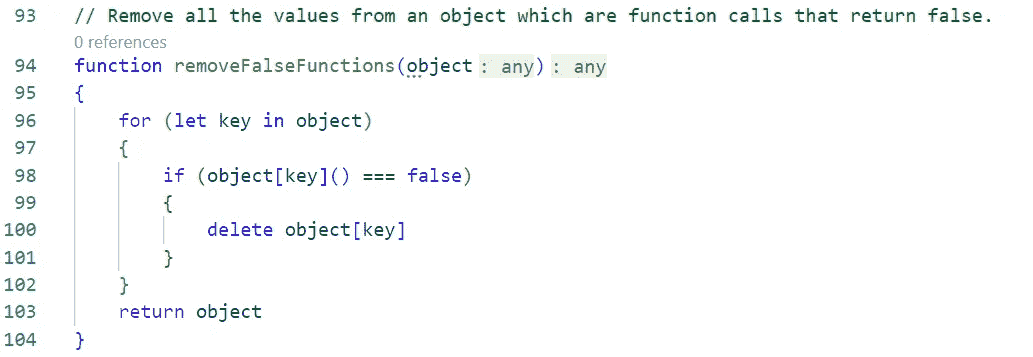 93 // Remove all the values from an object which are function calls that return false.
0 references
94 function removeFalseFunctions(object : any) : any
95 {
96 for (let key in object)
97 {
98 if (object[key]() === false)
99 {
100 delete object[key]
101 }
102 }
103 return object
104 }